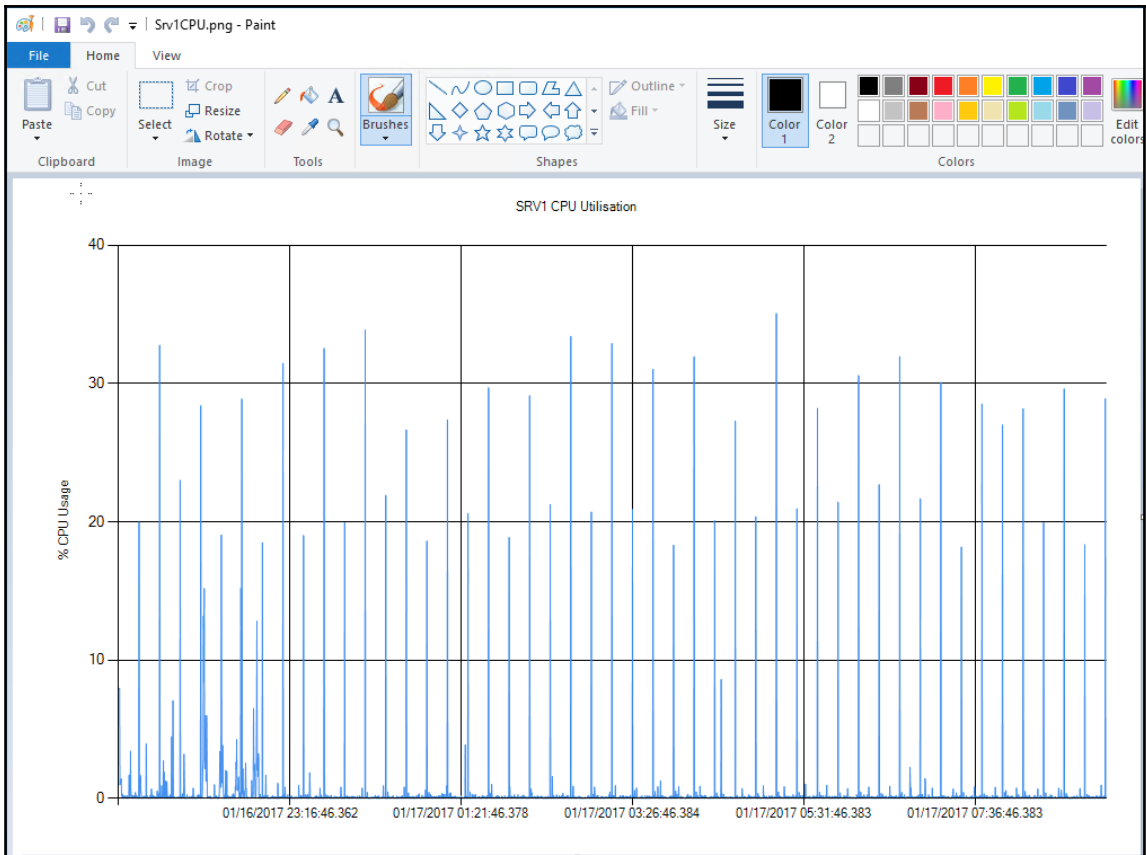 Srv1CPU.png - Paint
File Home View
Paste
Cut
Copy
Clipboard
Select
Crop
Resize
Rotate
Image
A
Tools
Brushes
Outline
Fill
Shapes
Size
Color 1
Color 2
Edit colors
Colors
SRV1 CPU Utilisation
% CPU Usage
40
30
20
10
0
01/16/2017 23:16:46.362 01/17/2017 01:21:46.378 01/17/2017 03:26:46.384 01/17/2017 05:31:46.383 01/17/2017 07:36:46.383